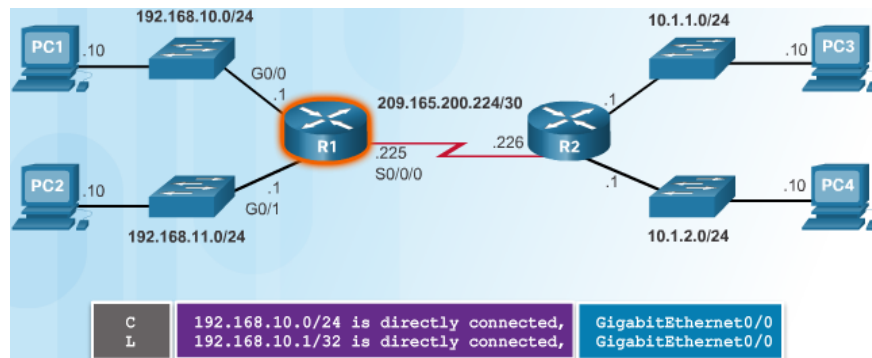 192.168.10.0/24
10.1.1.0/24
PC1
.10
G0/0
.1
.10
PC3
209.165.200.224/30
.1
R1
.225
S0/0/0
.226
R2
PC2
.10
.1
G0/1
192.168.11.0/24
.1
.10
PC4
10.1.2.0/24
C 192.168.10.0/24 is directly connected, GigabitEthernet0/0
L 192.168.10.1/32 is directly connected, GigabitEthernet0/0